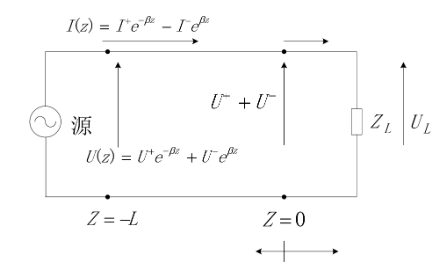 I(z) = I⁺e^{-βz} − I⁻e^{βz}
U⁺ + U⁻
源
Z_L
U_L
U(z) = U⁺e^{-βz} + U⁻e^{βz}
Z = −L
Z = 0